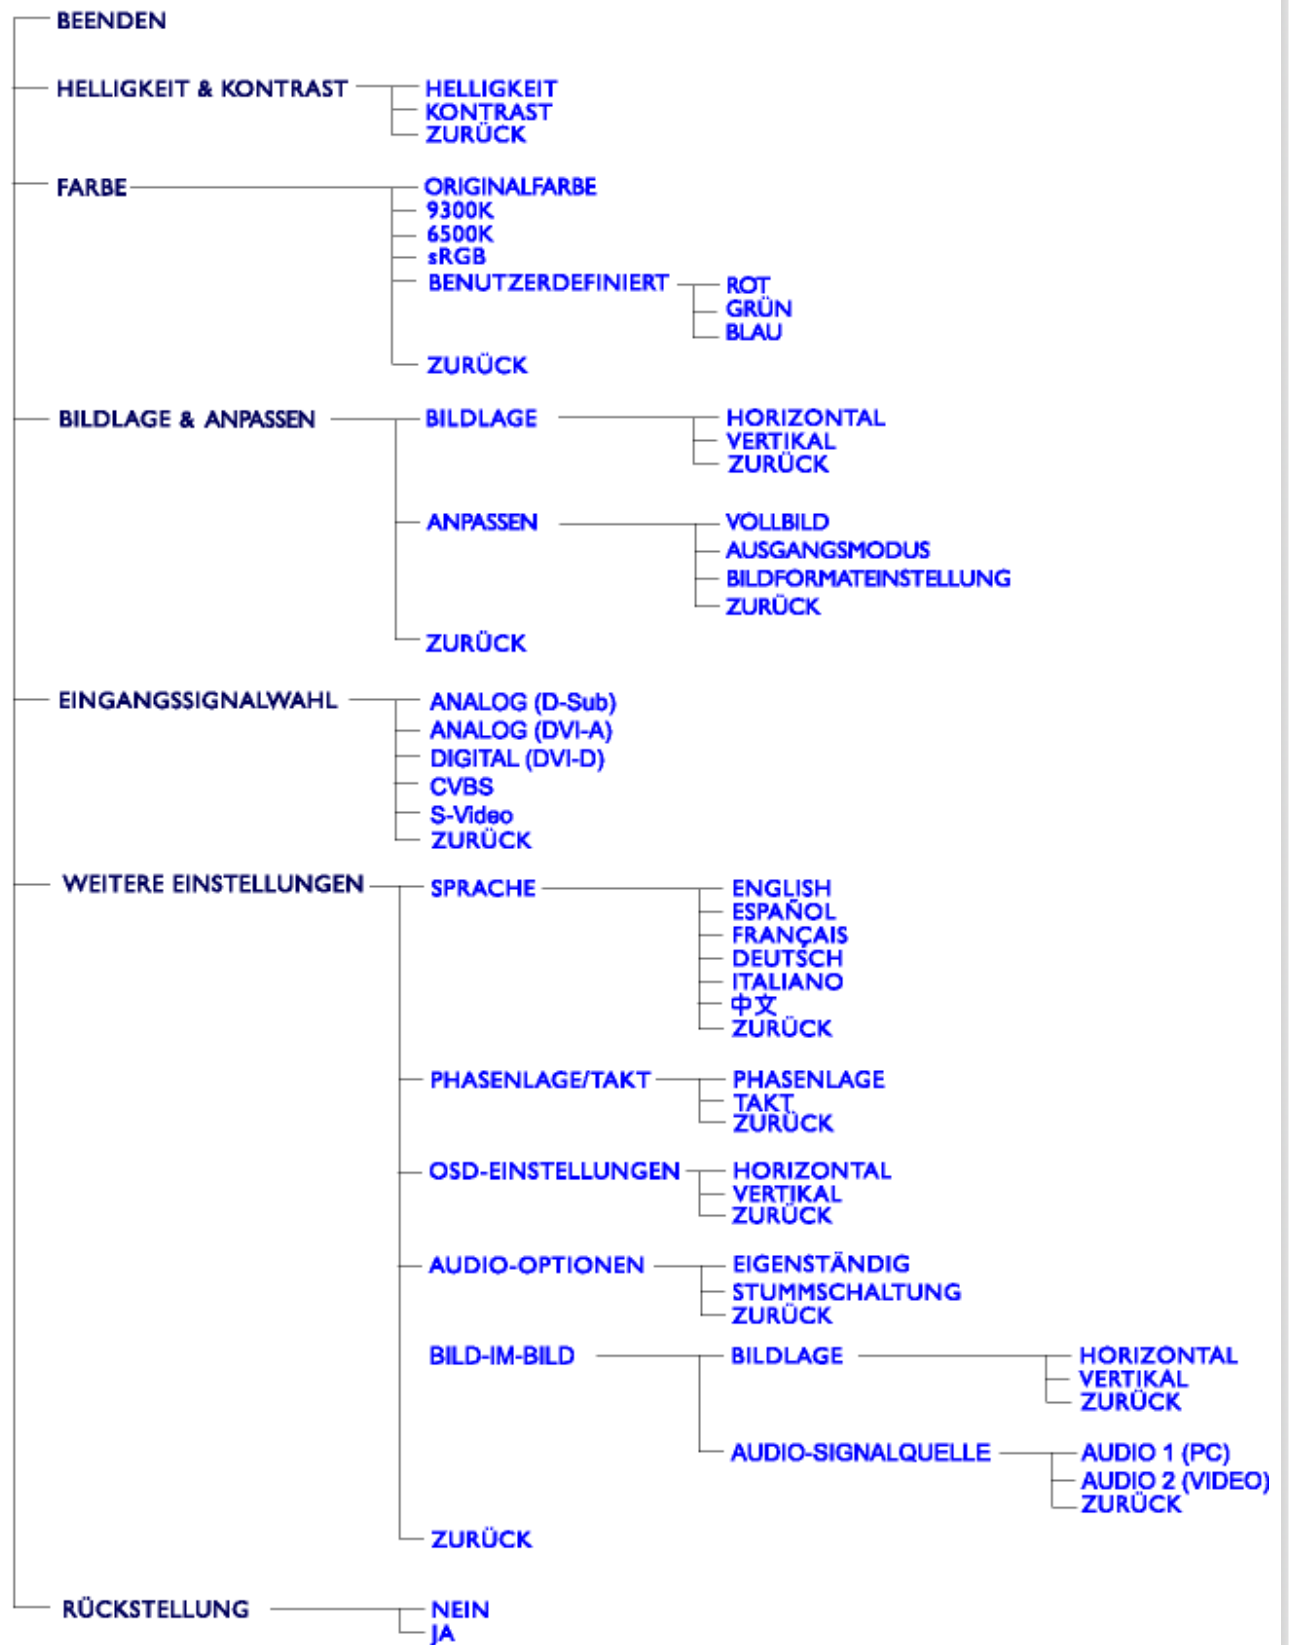 BEENDEN
HELLIGKEIT & KONTRAST
HELLIGKEIT
KONTRAST
ZURÜCK
FARBE
ORIGINALFARBE
9300K
6500K
sRGB
BENUTZERDEFINIERT
ROT
GRÜN
BLAU
ZURÜCK
BILDLAGE & ANPASSEN
BILDLAGE
HORIZONTAL
VERTIKAL
ZURÜCK
ANPASSEN
VOLLBILD
AUSGANGSMODUS
BILDFORMATEINSTELLUNG
ZURÜCK
ZURÜCK
EINGANGSSIGNALWAHL
ANALOG (D-Sub)
ANALOG (DVI-A)
DIGITAL (DVI-D)
CVBS
S-Video
ZURÜCK
WEITERE EINSTELLUNGEN
SPRACHE
ENGLISH
ESPAÑOL
FRANÇAIS
DEUTSCH
ITALIANO
中文
ZURÜCK
PHASENLAGE/TAKT
PHASENLAGE
TAKT
ZURÜCK
OSD-EINSTELLUNGEN
HORIZONTAL
VERTIKAL
ZURÜCK
AUDIO-OPTIONEN
EIGENSTÄNDIG
STUMMSCHALTUNG
ZURÜCK
BILD-IM-BILD
BILDLAGE
HORIZONTAL
VERTIKAL
ZURÜCK
AUDIO-SIGNALQUELLE
AUDIO 1 (PC)
AUDIO 2 (VIDEO)
ZURÜCK
ZURÜCK
RÜCKSTELLUNG
NEIN
JA